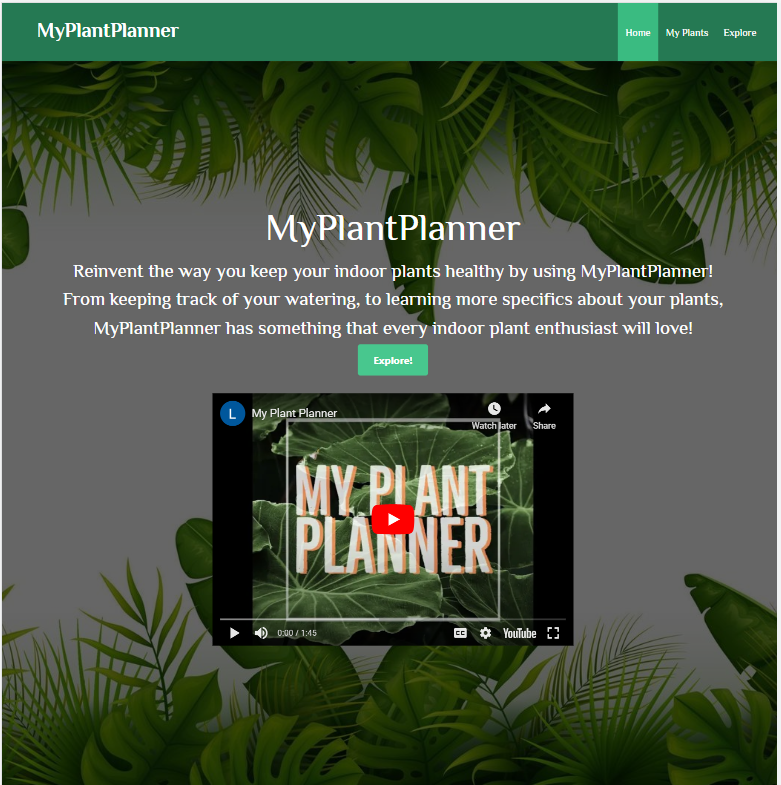 MyPlantPlanner
Home
My Plants
Explore
MyPlantPlanner
Reinvent the way you keep your indoor plants healthy by using MyPlantPlanner!
From keeping track of your watering, to learning more specifics about your plants,
MyPlantPlanner has something that every indoor plant enthusiast will love!
Explore!
L
My Plant Planner
Watch later
Share
MY PLANT
PLANNER
0:00 / 1:45
CC
YouTube